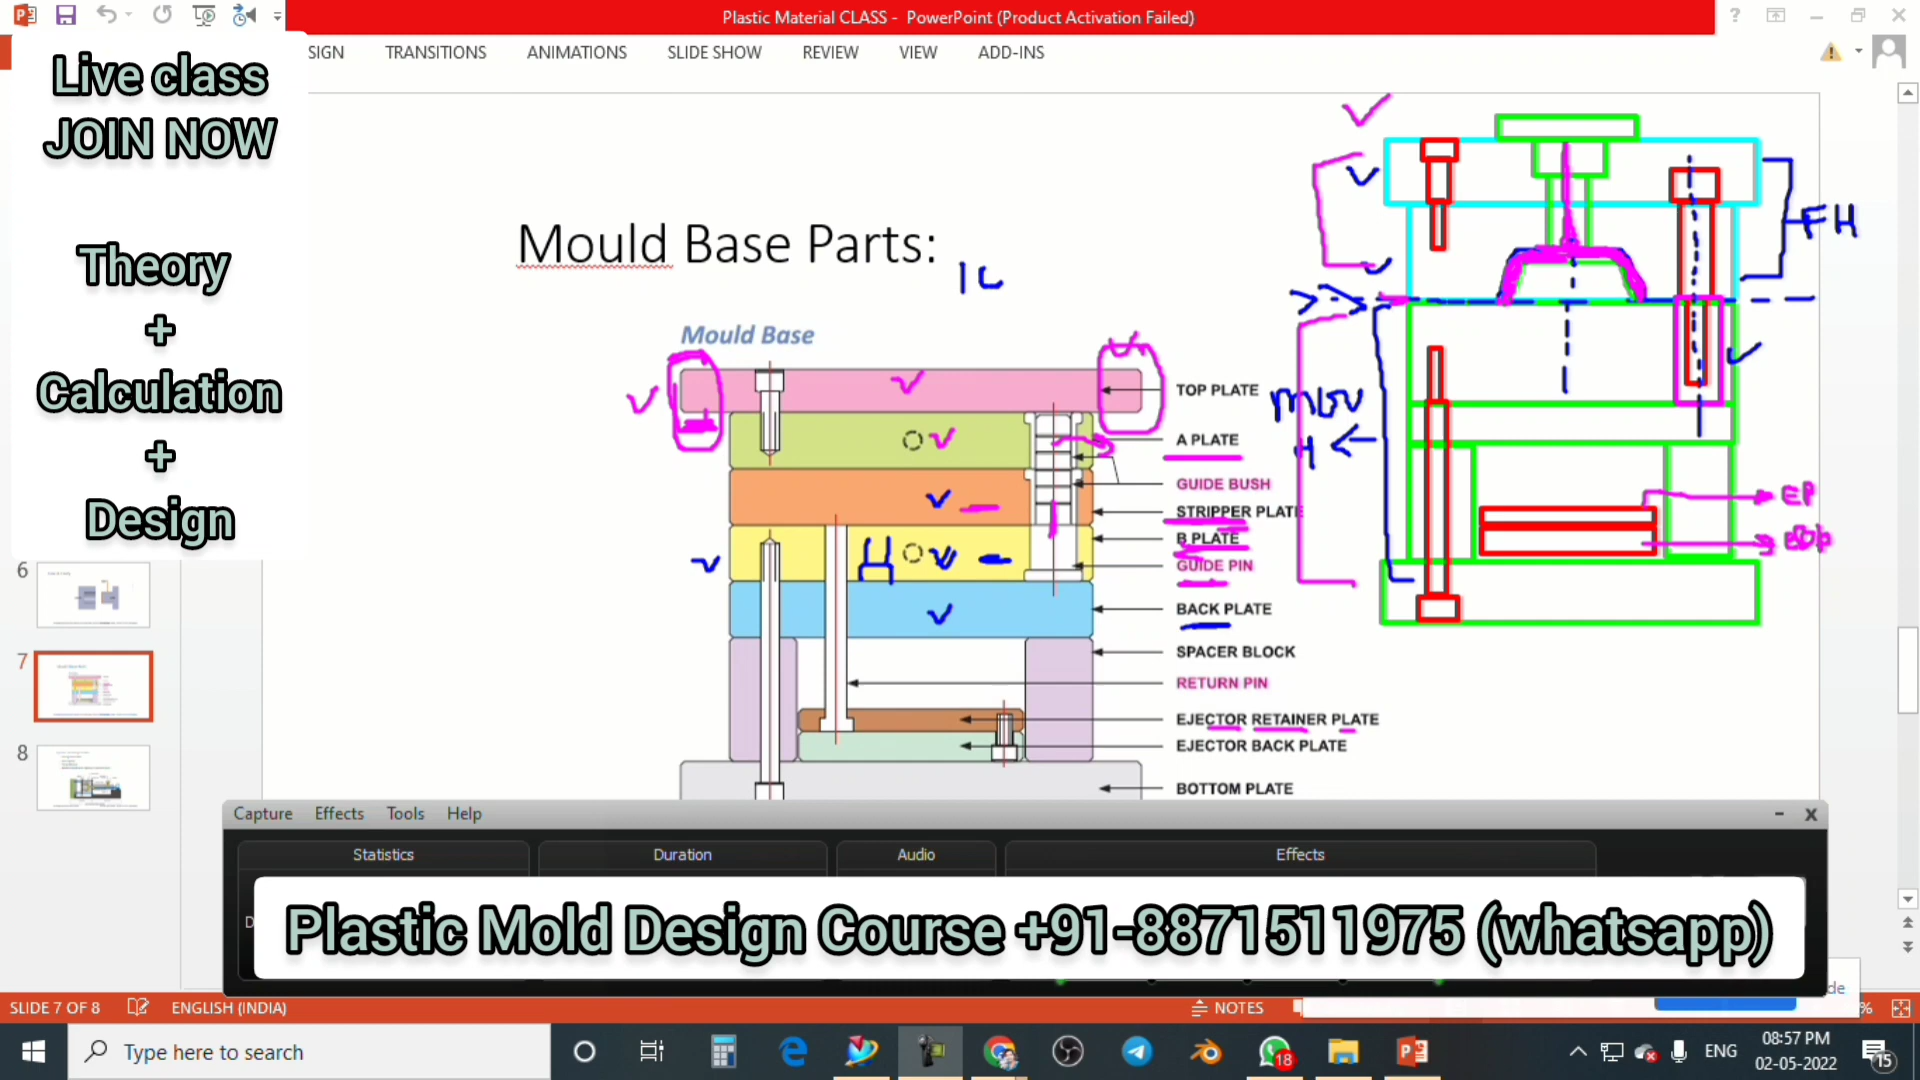 Plastic Material CLASS - PowerPoint (Product Activation Failed)
SIGN TRANSITIONS ANIMATIONS SLIDE SHOW REVIEW VIEW ADD-INS
Live class
JOIN NOW
Theory
+
Calculation
+
Design
Mould Base Parts:
FH
Mould Base
TOP PLATE
A PLATE
GUIDE BUSH
STRIPPER PLATE
B PLATE
GUIDE PIN
BACK PLATE
SPACER BLOCK
RETURN PIN
EJECTOR RETAINER PLATE
EJECTOR BACK PLATE
BOTTOM PLATE
MOV
H
EP
6
7
8
Capture Effects Tools Help
Statistics Duration Audio Effects
D
Plastic Mold Design Course +91-8871511975 (whatsapp)
de
SLIDE 7 OF 8 ENGLISH (INDIA) NOTES %
Type here to search
18
ENG
08:57 PM
02-05-2022
15